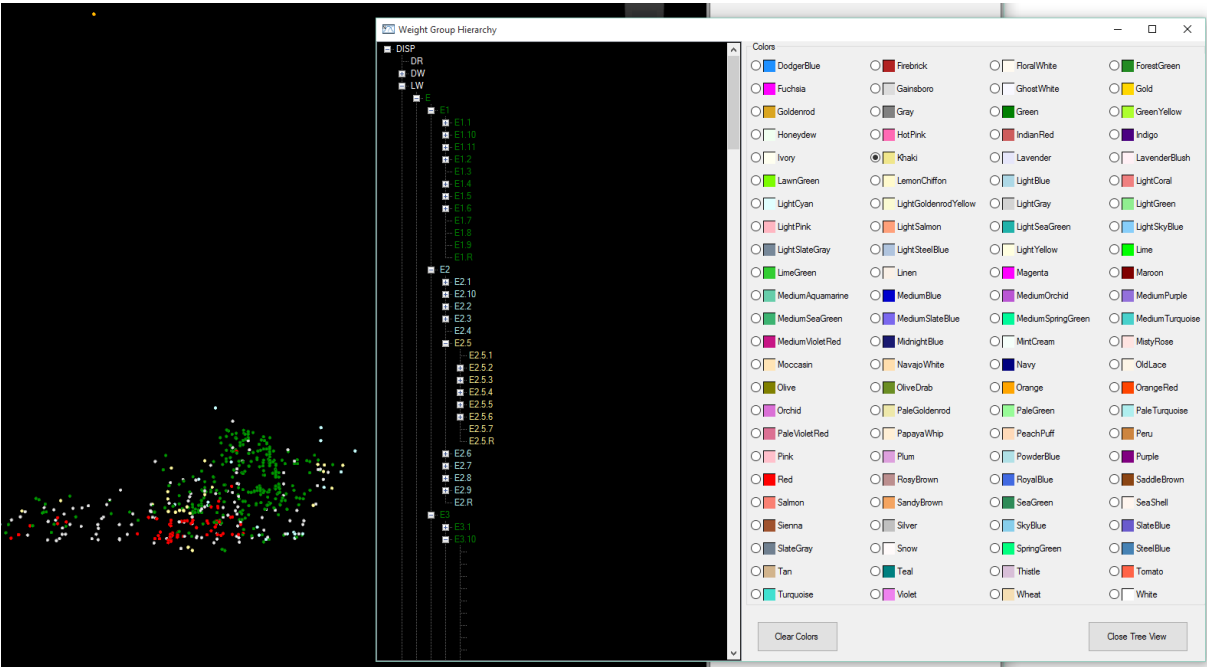 Weight Group Hierarchy
DISP
DR
DW
LW
E
E1
E1.1
E1.10
E1.11
E1.2
E1.3
E1.4
E1.5
E1.6
E1.7
E1.8
E1.9
E1.R
E2
E2.1
E2.10
E2.2
E2.3
E2.4
E2.5
E2.5.1
E2.5.2
E2.5.3
E2.5.4
E2.5.5
E2.5.6
E2.5.7
E2.5.R
E2.6
E2.7
E2.8
E2.9
E2.R
E3
E3.1
E3.10
Colors
DodgerBlue Firebrick FloralWhite ForestGreen
Fuchsia Gainsboro GhostWhite Gold
Goldenrod Gray Green GreenYellow
Honeydew HotPink IndianRed Indigo
Ivory Khaki Lavender LavenderBlush
LawnGreen LemonChiffon LightBlue LightCoral
LightCyan LightGoldenrodYellow LightGray LightGreen
LightPink LightSalmon LightSeaGreen LightSkyBlue
LightSlateGray LightSteelBlue LightYellow Lime
LimeGreen Linen Magenta Maroon
MediumAquamarine MediumBlue MediumOrchid MediumPurple
MediumSeaGreen MediumSlateBlue MediumSpringGreen MediumTurquoise
MediumVioletRed MidnightBlue MintCream MistyRose
Moccasin NavajoWhite Navy OldLace
Olive OliveDrab Orange OrangeRed
Orchid PaleGoldenrod PaleGreen PaleTurquoise
PaleVioletRed PapayaWhip PeachPuff Peru
Pink Plum PowderBlue Purple
Red RosyBrown RoyalBlue SaddleBrown
Salmon SandyBrown SeaGreen SeaShell
Sienna Silver SkyBlue SlateBlue
SlateGray Snow SpringGreen SteelBlue
Tan Teal Thistle Tomato
Turquoise Violet Wheat White
Clear Colors Close Tree View